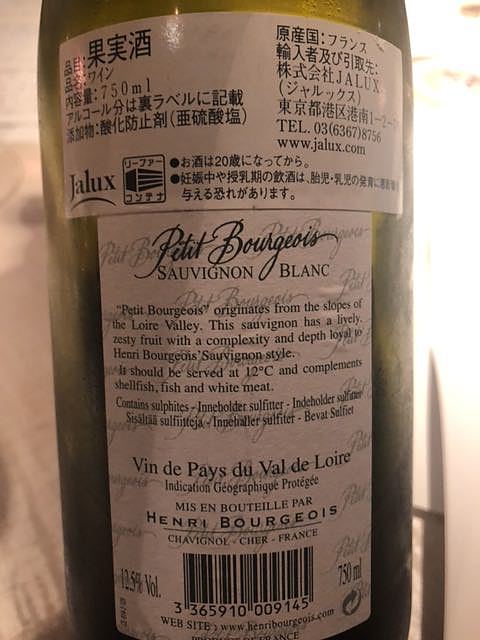 品目:果実酒
品名:ワイン
内容量:750ml
アルコール分は裏ラベルに記載
添加物:酸化防止剤(亜硫酸塩)
原産国:フランス
輸入者及び引取先:
株式会社JALUX
(ジャルックス)
東京都港区港南1-2-
TEL. 03(6367)8756
www.jalux.com
Jalux
リーファー
コンテナ
●お酒は20歳になってから。
●妊娠中や授乳期の飲酒は、胎児・乳児の発育に悪影響
与える恐れがあります。
Petit Bourgeois
SAUVIGNON BLANC
"Petit Bourgeois" originates from the slopes of
the Loire Valley. This sauvignon has a lively,
zesty fruit with a complexity and depth loyal to
Henri Bourgeois' Sauvignon style.
It should be served at 12°C and complements
shellfish, fish and white meat.
Contains sulphites - Inneholder sulfitter - Indeholder sulfitter
Sisältää sulfiitteja - Innehåller sulfiter - Bevat Sulfiet
Vin de Pays du Val de Loire
Indication Géographique Protégée
MIS EN BOUTEILLE PAR
HENRI BOURGEOIS
CHAVIGNOL - CHER - FRANCE
12.5% Vol.
750 ml
3 365910 009145
WEB SITE : www.henribourgeois.com
PRODUCE OF FRANCE